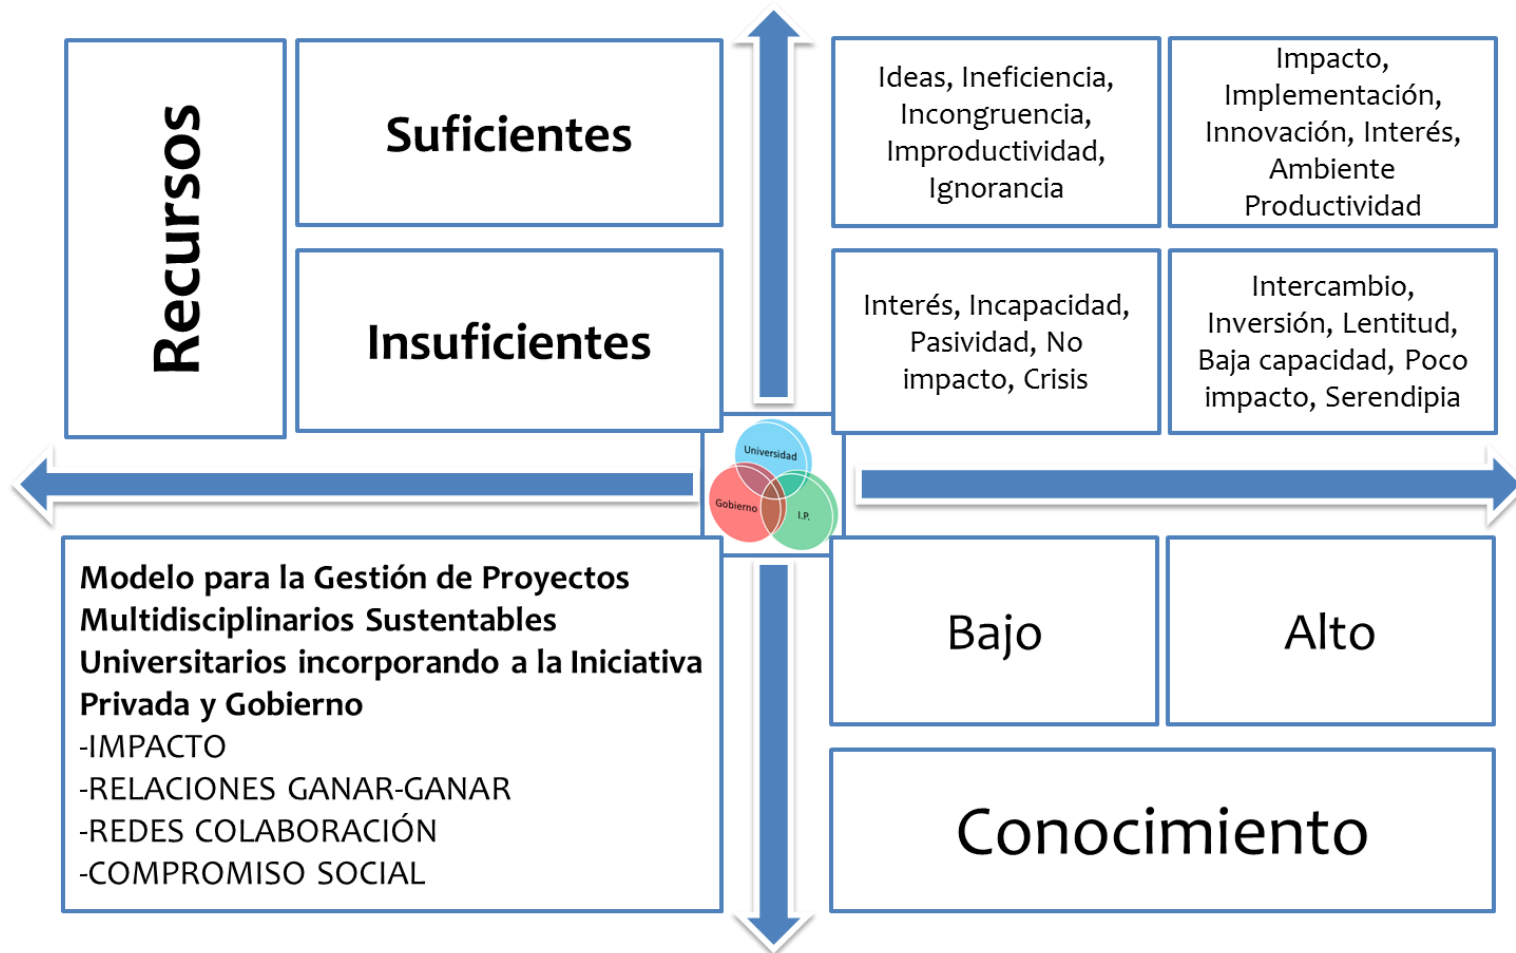 Recursos
Suficientes
Insuficientes
Ideas, Ineficiencia,
Incongruencia,
Improductividad,
Ignorancia
Impacto,
Implementación,
Innovación, Interés,
Ambiente
Productividad
Interés, Incapacidad,
Pasividad, No
impacto, Crisis
Intercambio,
Inversión, Lentitud,
Baja capacidad, Poco
impacto, Serendipia
Universidad
Gobierno
I.P.
Modelo para la Gestión de Proyectos
Multidisciplinarios Sustentables
Universitarios incorporando a la Iniciativa
Privada y Gobierno
-IMPACTO
-RELACIONES GANAR-GANAR
-REDES COLABORACIÓN
-COMPROMISO SOCIAL
Bajo
Alto
Conocimiento